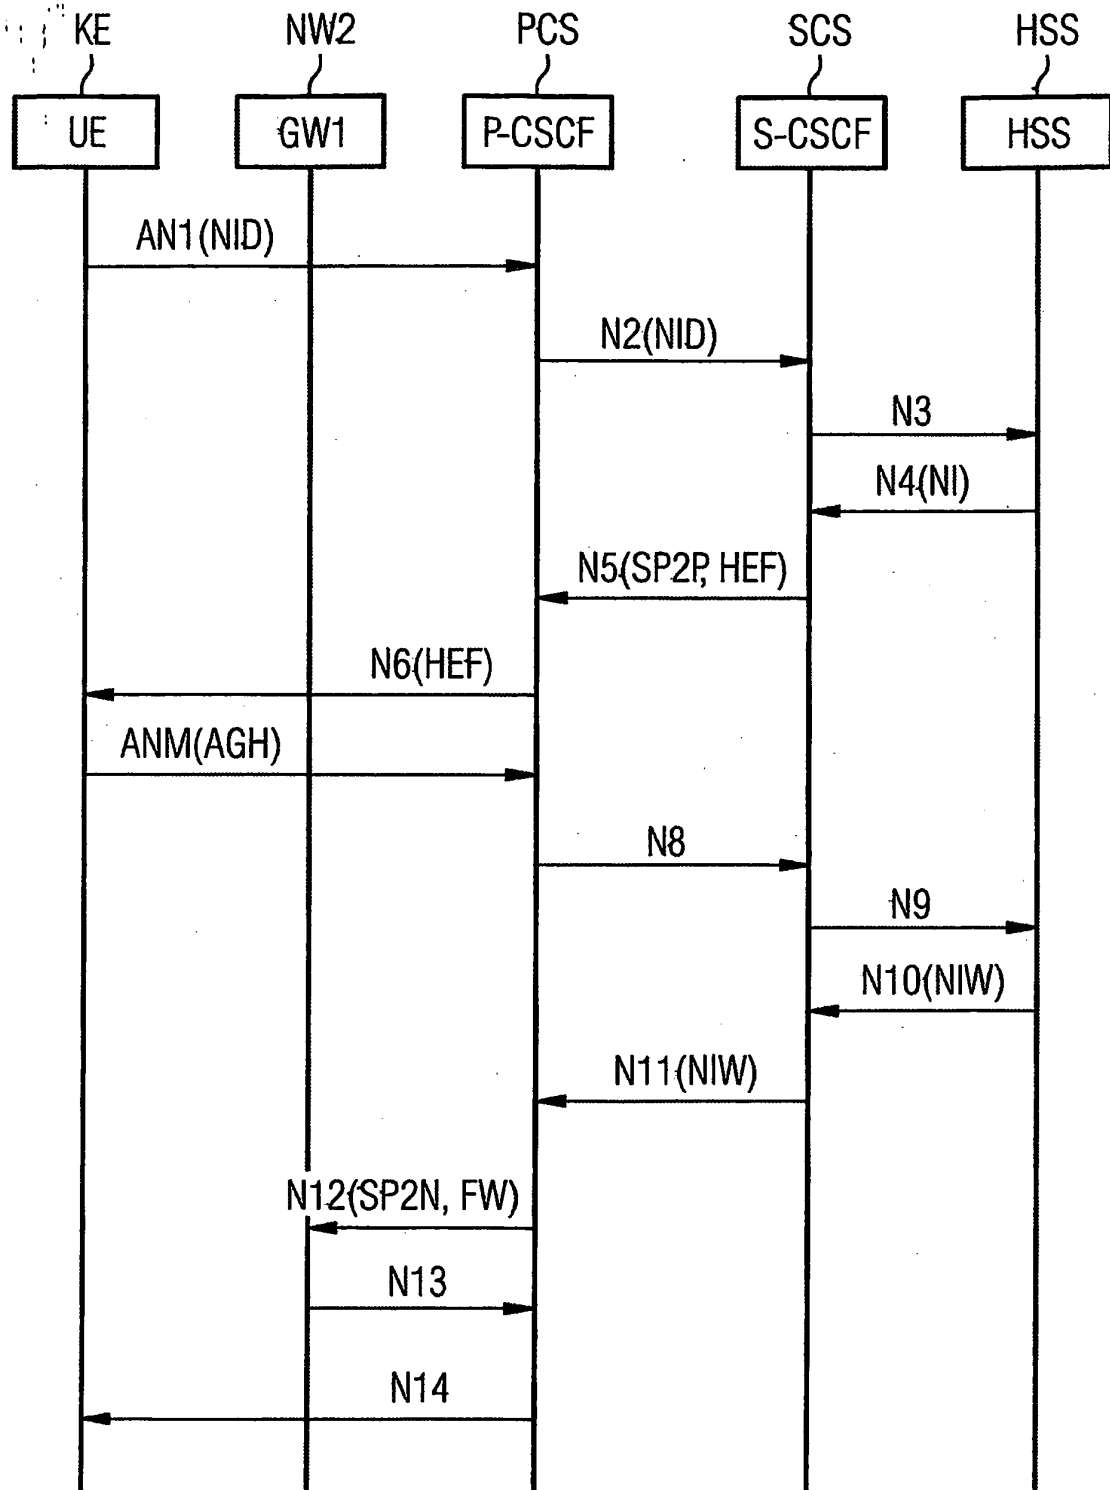 KE NW2 PCS SCS HSS
UE GW1 P-CSCF S-CSCF HSS
AN1(NID)
N2(NID)
N3
N4(NI)
N5(SP2P, HEF)
N6(HEF)
ANM(AGH)
N8
N9
N10(NIW)
N11(NIW)
N12(SP2N, FW)
N13
N14